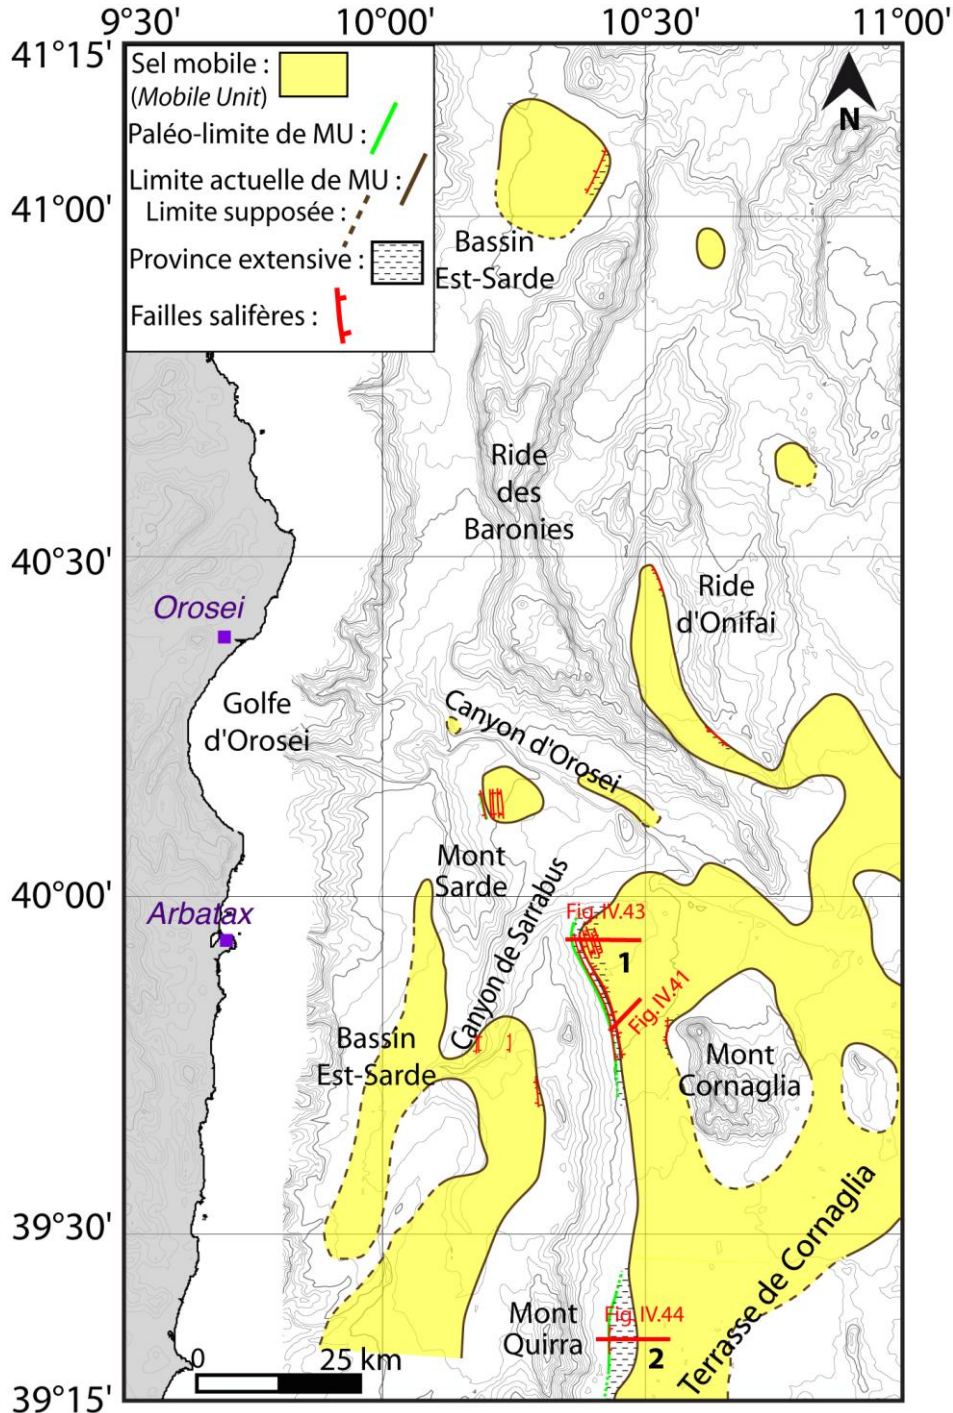 9°30' 10°00' 10°30' 11°00'
41°15'
Sel mobile :
(Mobile Unit)
Paléo-limite de MU :
Limite actuelle de MU :
Limite supposée :
Province extensive :
Failles salifères :
N
41°00'
Bassin
Est-Sarde
Ride
des
Baronies
40°30'
Ride
d'Onifai
Orosei
Golfe
d'Orosei
Canyon d'Orosei
Mont
Sarde
40°00'
Arbatax
Canyon de Sarrabus
Fig. IV.43
1
Fig. IV.41
Bassin
Est-Sarde
Mont
Cornaglia
39°30'
Terrasse de Cornaglia
Mont
Quirra
Fig. IV.44
2
0 25 km
39°15'